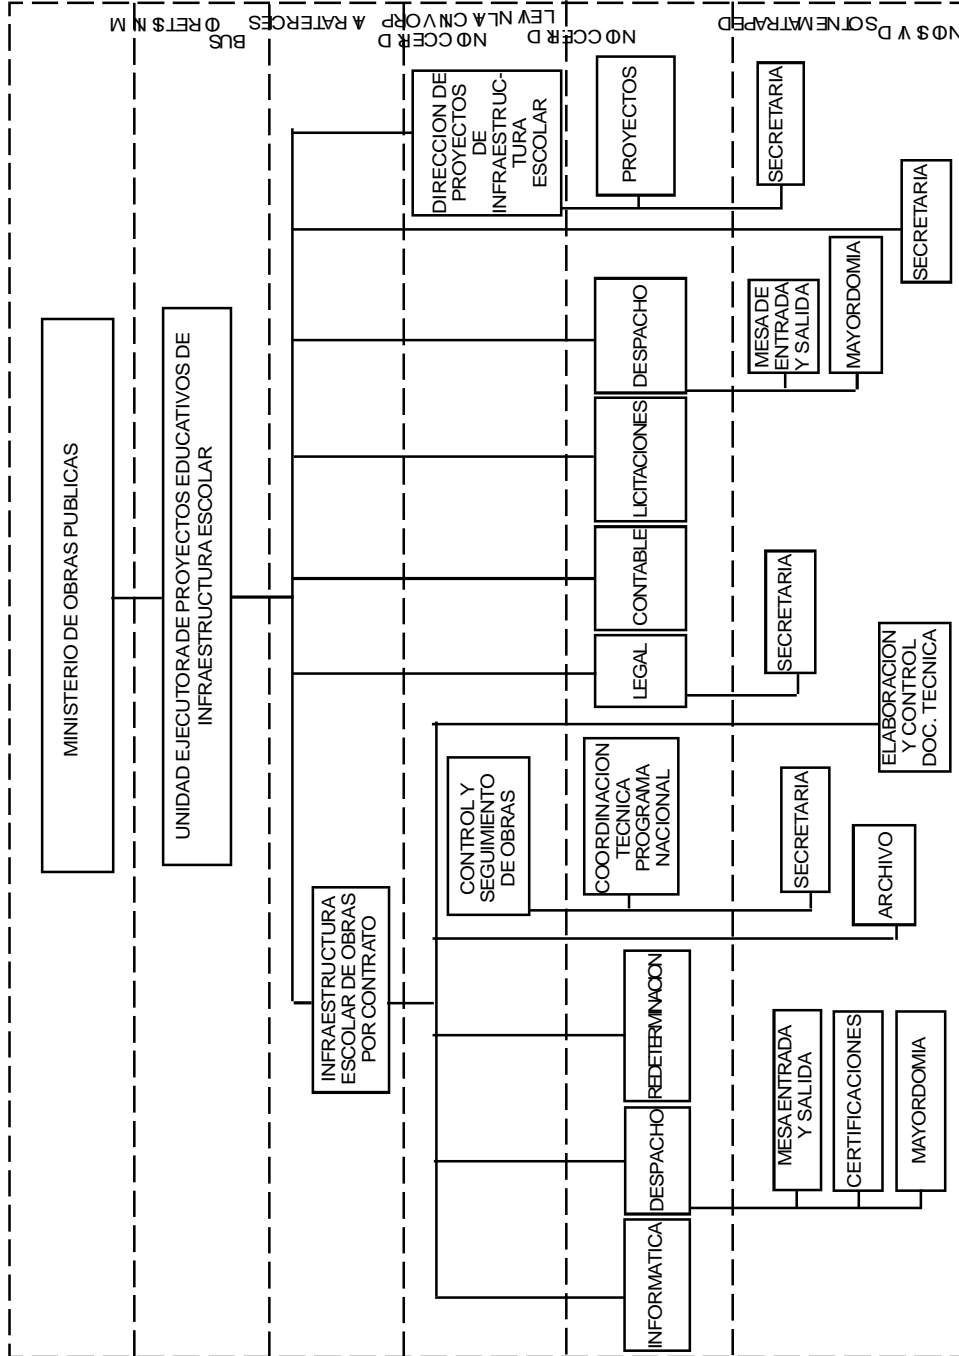 MINISTERIO DE OBRAS PUBLICAS
UNIDAD EJECUTORA DE PROYECTOS EDUCATIVOS DE
INFRAESTRUCTURA ESCOLAR
INFRAESTRUCTURA
ESCOLAR DE OBRAS
POR CONTRATO
DIRECCION DE
PROYECTOS
DE
INFRAESTRUC-
TURA
ESCOLAR
CONTROL Y
SEGUIMIENTO
DE OBRAS
INFORMATICA
DESPACHO
REDETERMINACION
COORDINACION
TECNICA
PROGRAMA
NACIONAL
LEGAL
CONTABLE
LICITACIONES
DESPACHO
PROYECTOS
MESA ENTRADA
Y SALIDA
CERTIFICACIONES
MAYORDOMIA
ARCHIVO
SECRETARIA
ELABORACION
Y CONTROL
DOC. TECNICA
SECRETARIA
MESA DE
ENTRADA
Y SALIDA
MAYORDOMIA
SECRETARIA
SECRETARIA
BUS